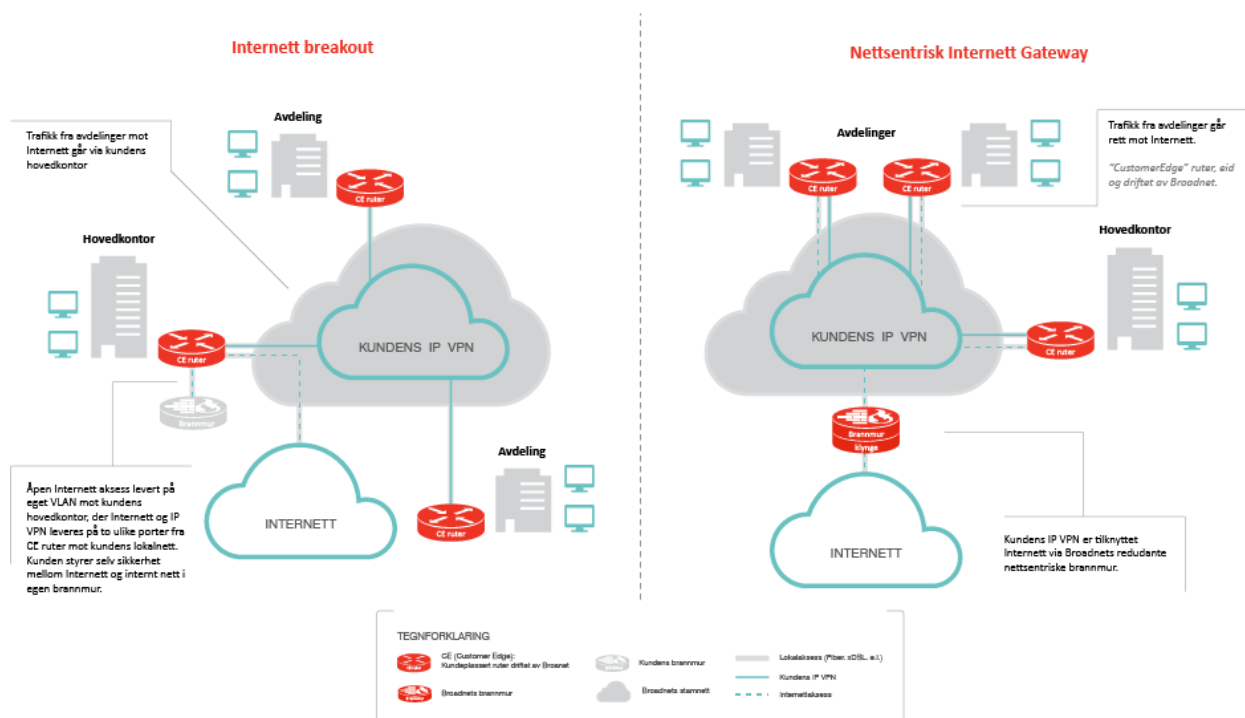 Internett breakout
Trafikk fra avdelinger mot
Internett går via kundens
hovedkontor
Avdeling
CE ruter
Hovedkontor
CE ruter
Brannmur
KUNDENS IP VPN
INTERNETT
Avdeling
CE ruter
Åpen Internett aksess levert på
eget VLAN mot kundens
hovedkontor, der Internett og IP
VPN leveres på to ulike porter fra
CE ruter mot kundens lokalnett.
Kunden styrer selv sikkerhet
mellom Internett og internt nett i
egen brannmur.
Nettsentrisk Internett Gateway
Avdelinger
CE ruter
CE ruter
Trafikk fra avdelinger går
rett mot Internett.
"CustomerEdge" ruter, eid
og driftet av Broadnet.
Hovedkontor
CE ruter
KUNDENS IP VPN
Brannmur
klynge
INTERNETT
Kundens IP VPN er tilknyttet
Internett via Broadnets redudante
nettsentriske brannmur.
TEGNFORKLARING
CE (Customer Edge):
Kundeplassert ruter driftet av Broanet
Broadnets brannmur
Kundens brannmur
Broadnets stamnett
Lokalaksess (Fiber, xDSL, e.l.)
Kundens IP VPN
Internettaksess